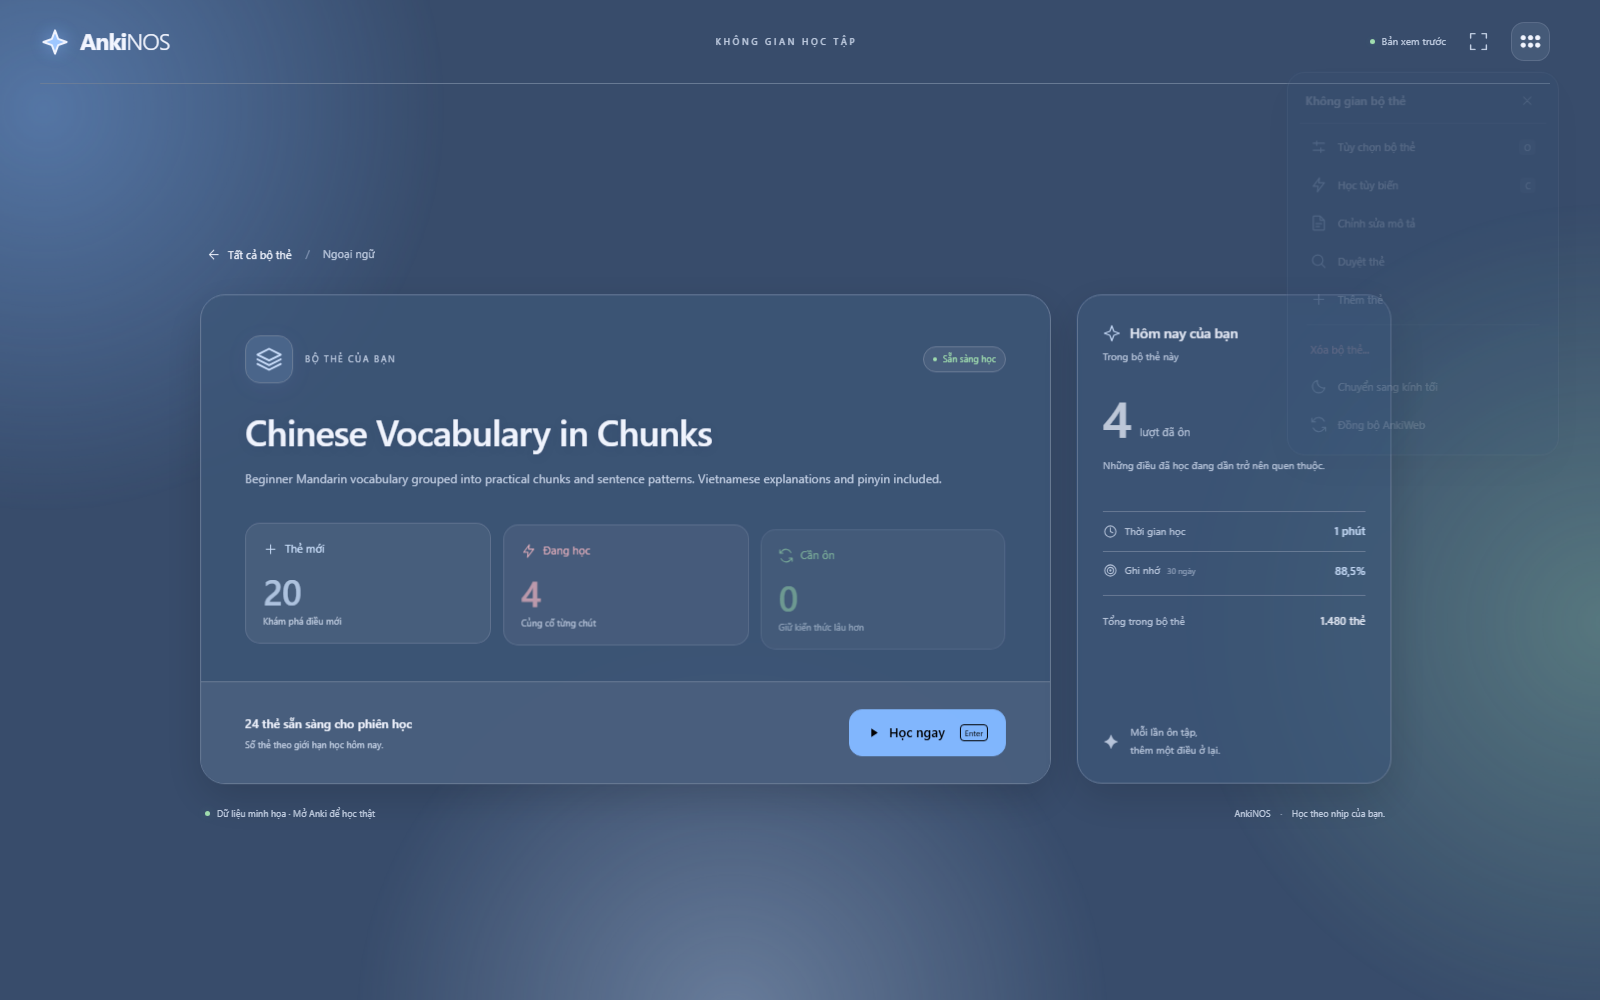 AnkiNOS
KHÔNG GIAN HỌC TẬP
Bản xem trước
Không gian bộ thẻ
Tùy chọn bộ thẻ O
Học tùy biến C
Chỉnh sửa mô tả
Duyệt thẻ
Thêm thẻ
Xóa bộ thẻ...
Chuyển sang kính tối
Đồng bộ AnkiWeb
Tất cả bộ thẻ / Ngoại ngữ
BỘ THẺ CỦA BẠN
Sẵn sàng học
Chinese Vocabulary in Chunks
Beginner Mandarin vocabulary grouped into practical chunks and sentence patterns. Vietnamese explanations and pinyin included.
Thẻ mới
20
Khám phá điều mới
Đang học
4
Củng cố từng chút
Cần ôn
0
Giữ kiến thức lâu hơn
24 thẻ sẵn sàng cho phiên học
Số thẻ theo giới hạn học hôm nay.
Học ngay Enter
Hôm nay của bạn
Trong bộ thẻ này
4 lượt đã ôn
Những điều đã học đang dần trở nên quen thuộc.
Thời gian học 1 phút
Ghi nhớ 30 ngày 88,5%
Tổng trong bộ thẻ 1.480 thẻ
Mỗi lần ôn tập,
thêm một điều ở lại.
Dữ liệu minh họa · Mở Anki để học thật
AnkiNOS · Học theo nhịp của bạn.